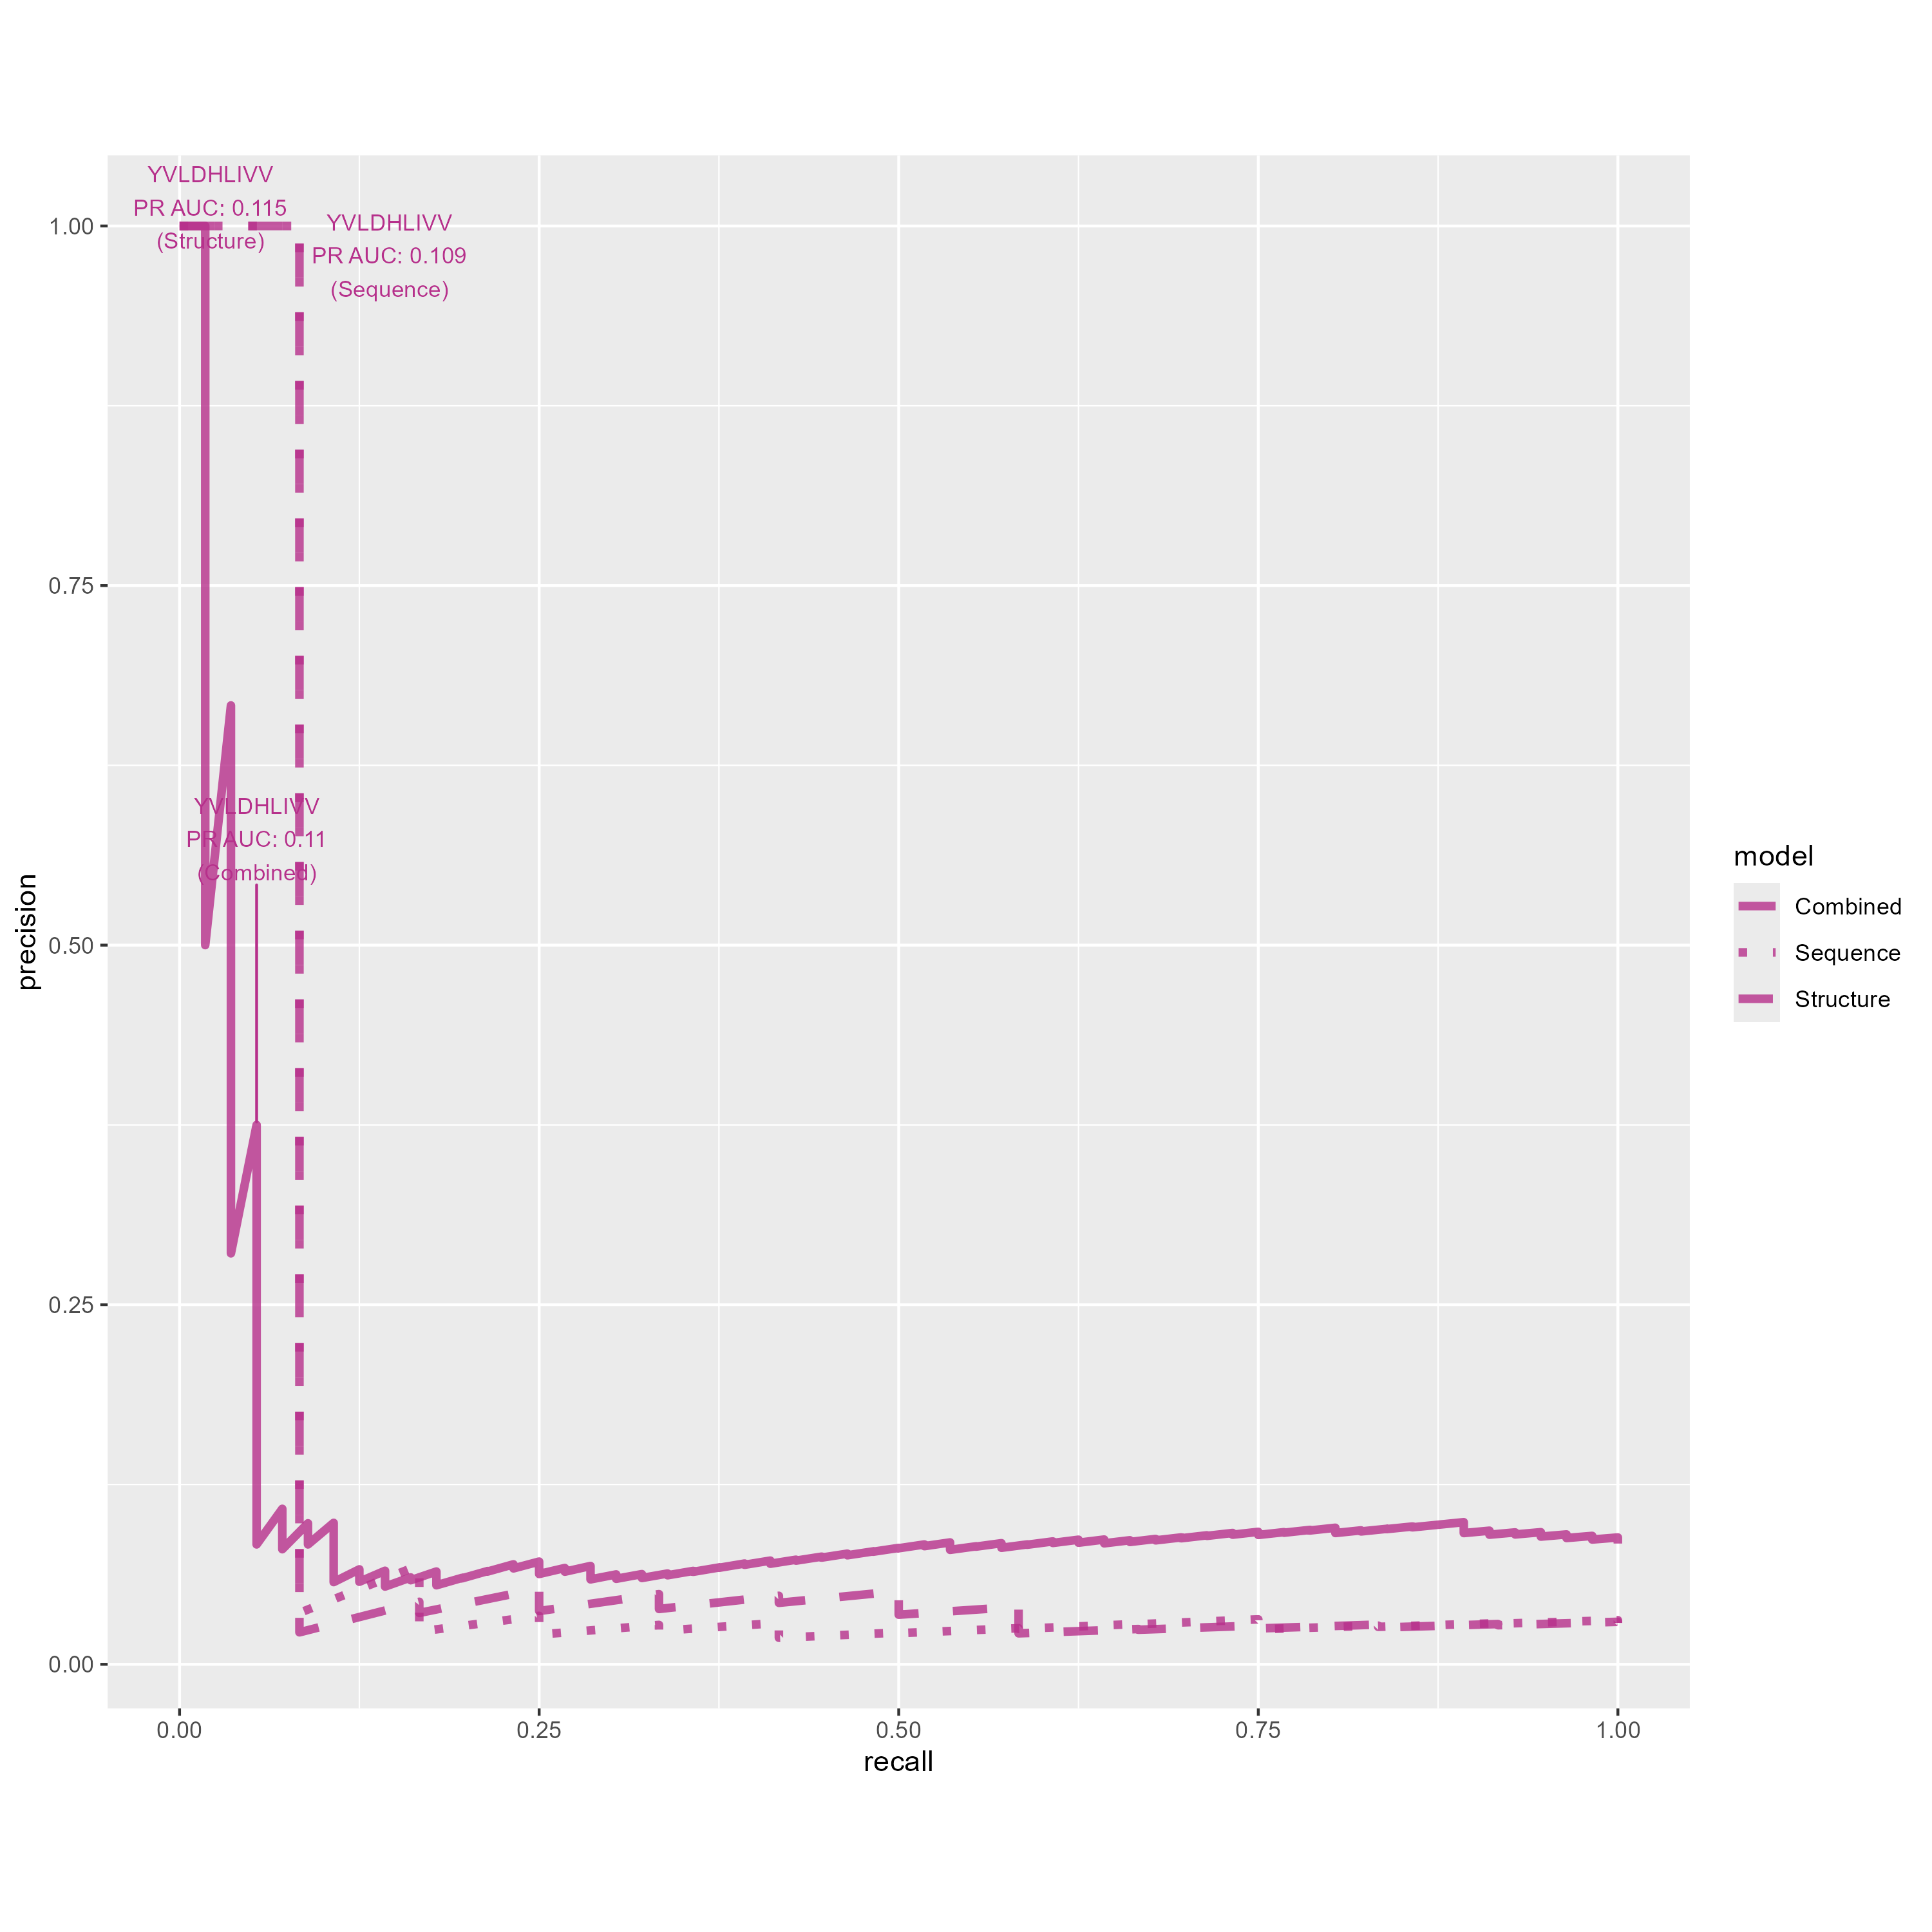 YVLDHLIVV
PR AUC: 0.115
(Structure)
YVLDHLIVV
PR AUC: 0.109
(Sequence)
YVLDHLIVV
PR AUC: 0.11
(Combined)
1.00
0.75
0.50
0.25
0.00
precision
0.00
0.25
0.50
0.75
1.00
recall
model
Combined
Sequence
Structure